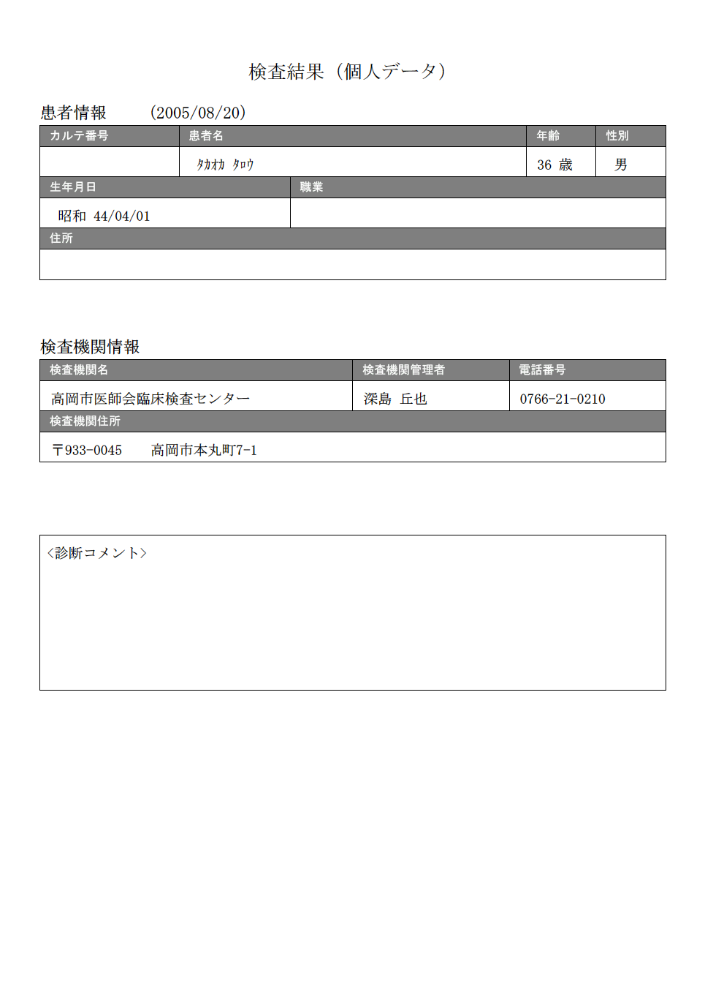 検査結果（個人データ）
患者情報　　（2005/08/20）
カルテ番号 患者名 年齢 性別
ﾀｶｵｶ ﾀﾛｳ 36 歳 男
生年月日 職業
昭和 44/04/01
住所
検査機関情報
検査機関名 検査機関管理者 電話番号
高岡市医師会臨床検査センター 深島 丘也 0766-21-0210
検査機関住所
〒933-0045　　高岡市本丸町7-1
<診断コメント>